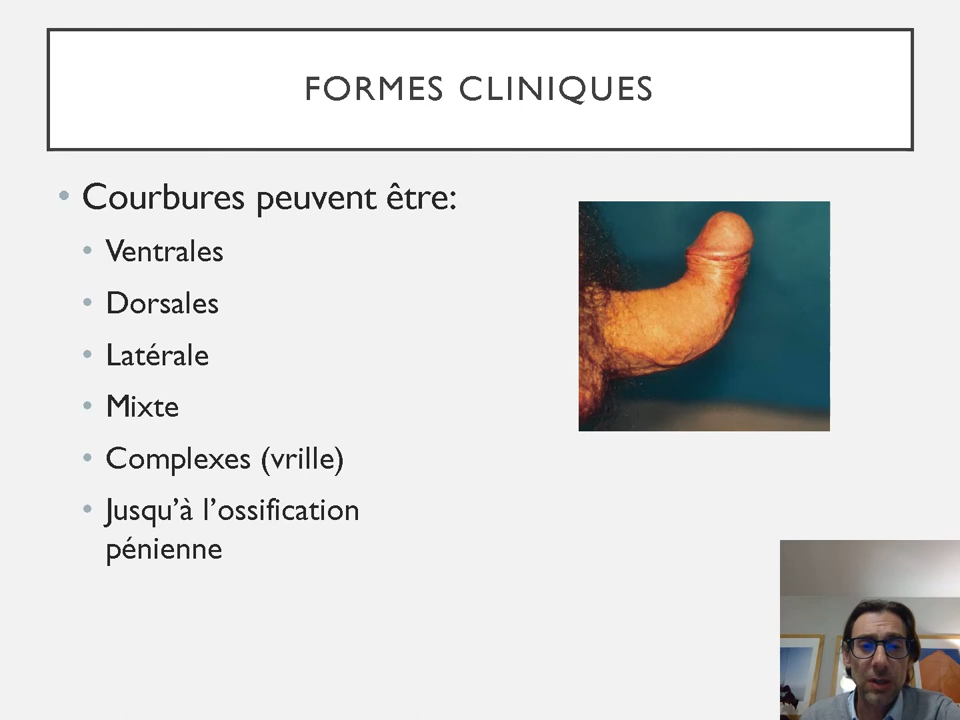 FORMES CLINIQUES
• Courbures peuvent être:
• Ventrales
• Dorsales
• Latérale
• Mixte
• Complexes (vrille)
• Jusqu’à l’ossification
pénienne